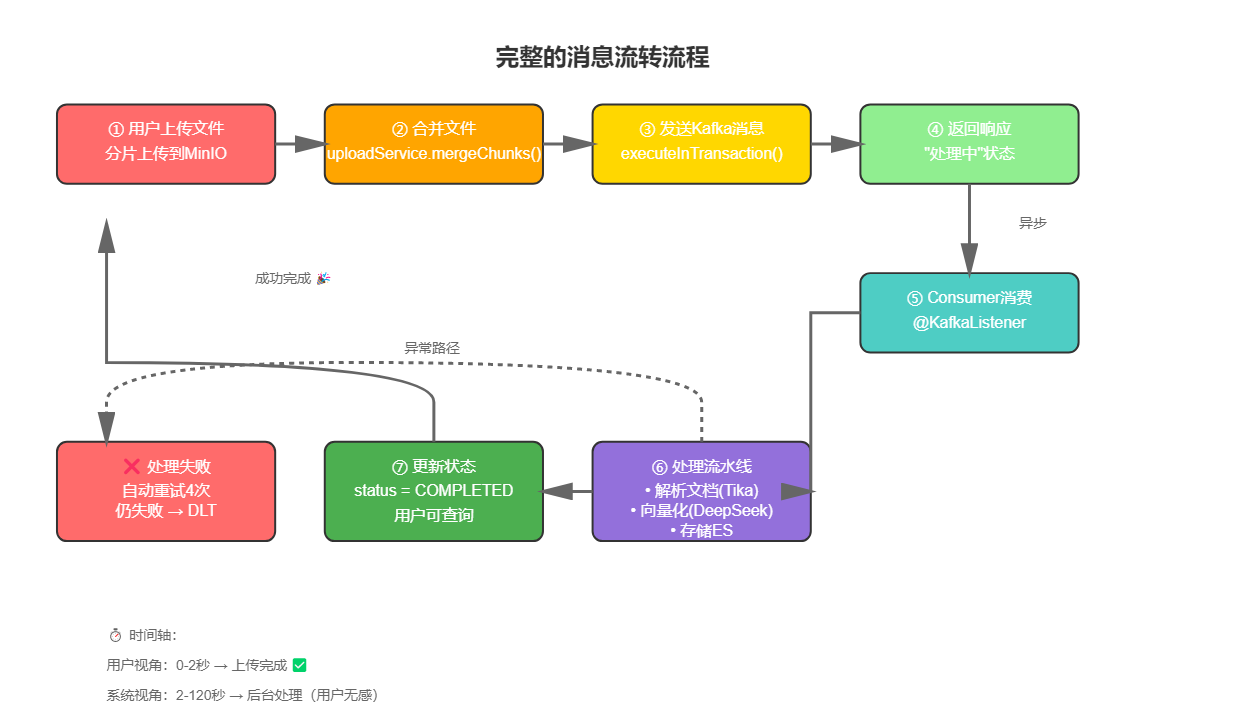 完整的消息流转流程
① 用户上传文件
分片上传到MinIO
② 合并文件
uploadService.mergeChunks()
③ 发送Kafka消息
executeInTransaction()
④ 返回响应
"处理中"状态
异步
成功完成 🎉
⑤ Consumer消费
@KafkaListener
异常路径
❌ 处理失败
自动重试4次
仍失败 → DLT
⑦ 更新状态
status = COMPLETED
用户可查询
⑥ 处理流水线
• 解析文档(Tika)
• 向量化(DeepSeek)
• 存储ES
⏱️ 时间轴：
用户视角：0-2秒 → 上传完成 ✅
系统视角：2-120秒 → 后台处理（用户无感）